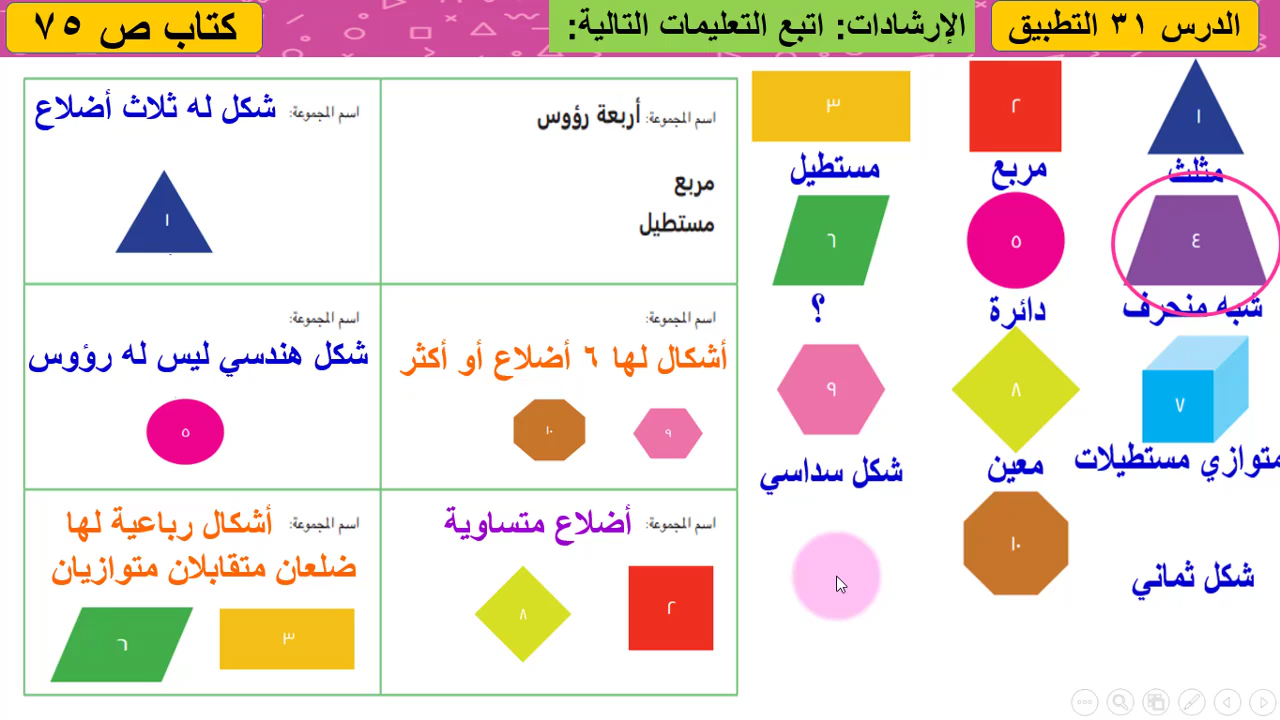 الدرس ٣١ التطبيق
الإرشادات: اتبع التعليمات التالية:
كتاب ص ٧٥
١
مثلث
٢
مربع
٣
مستطيل
٤
شبه منحرف
٥
دائرة
٦
؟
٧
متوازي مستطيلات
٨
معين
٩
شكل سداسي
١٠
شكل ثماني
اسم المجموعة: أربعة رؤوس
مربع
مستطيل
اسم المجموعة: شكل له ثلاث أضلاع
١
اسم المجموعة:
أشكال لها ٦ أضلاع أو أكثر
٩
١٠
اسم المجموعة:
شكل هندسي ليس له رؤوس
٥
اسم المجموعة: أضلاع متساوية
٢
٨
اسم المجموعة: أشكال رباعية لها
ضلعان متقابلان متوازيان
٣
٦